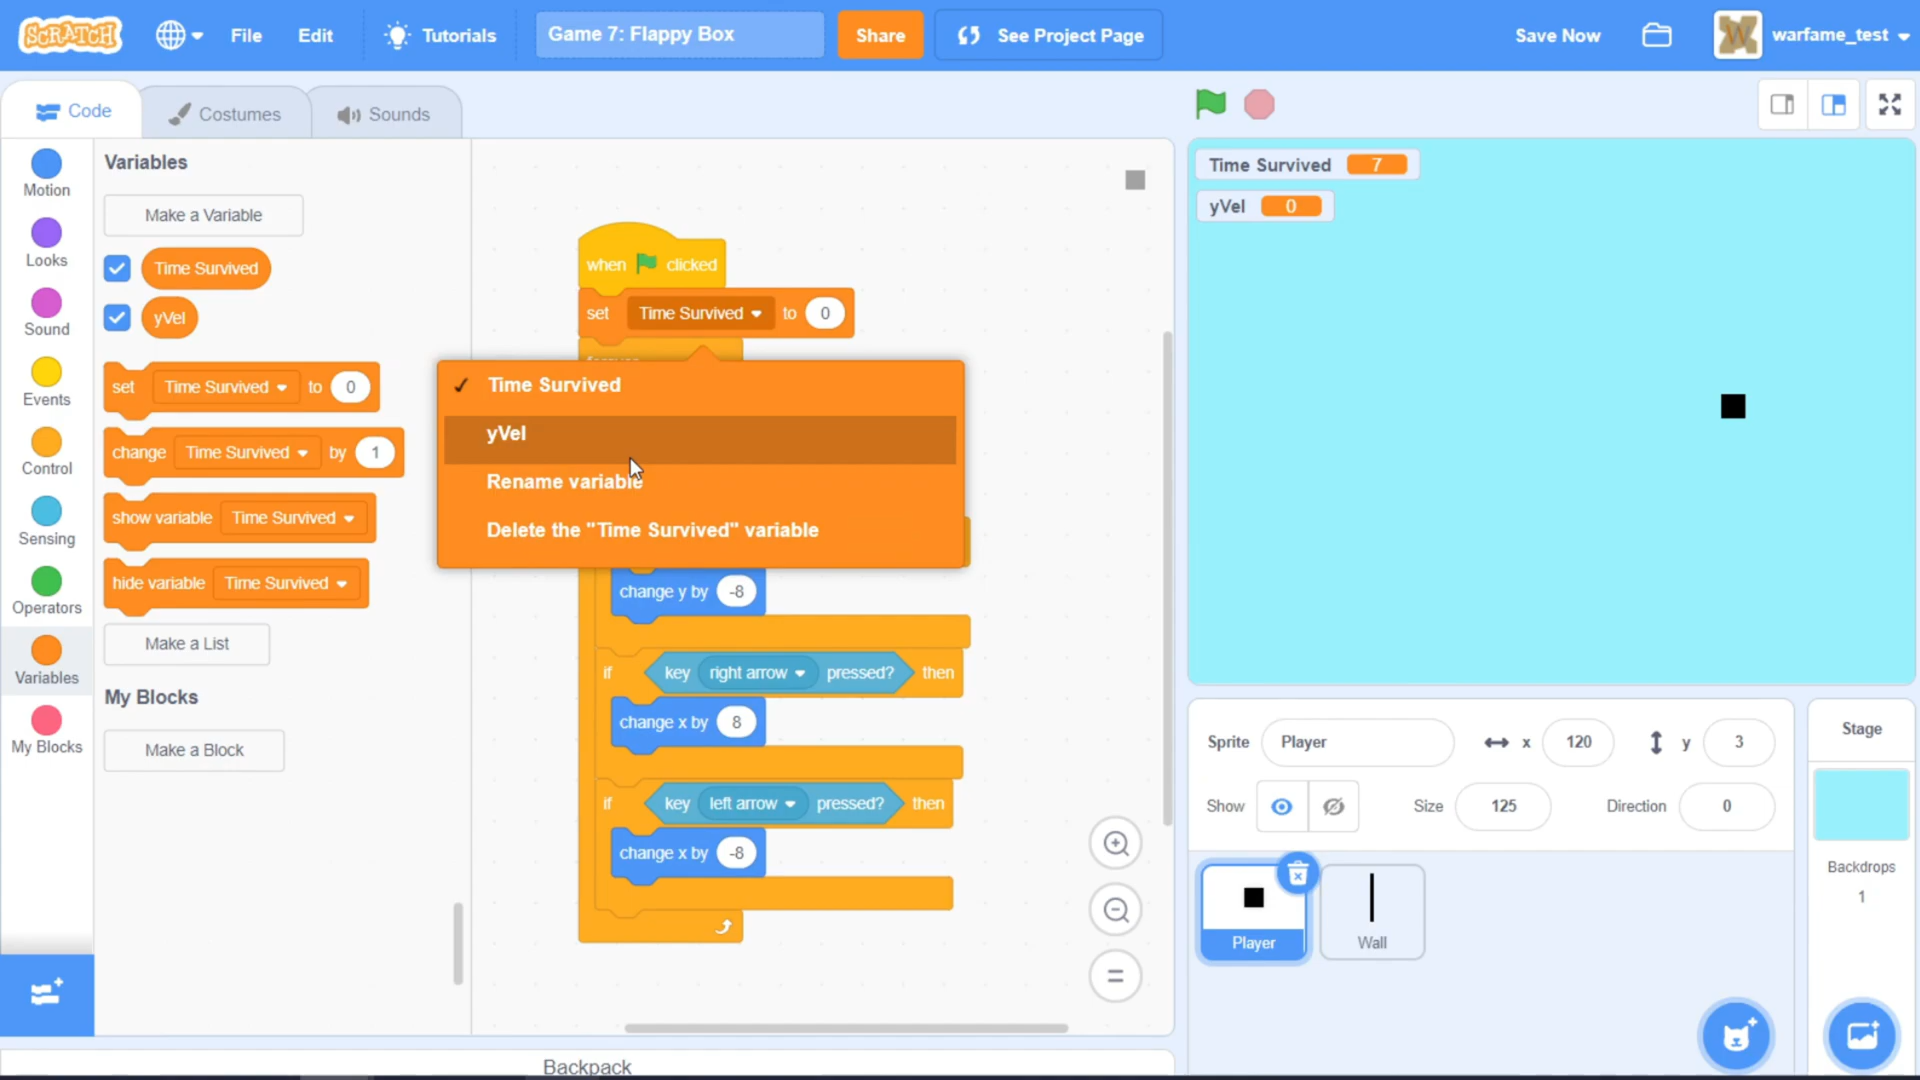 SCRATCH
File
Edit
Tutorials
Game 7: Flappy Box
Share
See Project Page
Save Now
W
warfame_test
Code
Costumes
Sounds
Motion
Looks
Sound
Events
Control
Sensing
Operators
Variables
My Blocks
Variables
Make a Variable
Time Survived
yVel
set Time Survived to 0
change Time Survived by 1
show variable Time Survived
hide variable Time Survived
Make a List
My Blocks
Make a Block
when clicked
set Time Survived to 0
forever
✓ Time Survived
yVel
Rename variable
Delete the "Time Survived" variable
change y by -8
if key right arrow pressed? then
change x by 8
if key left arrow pressed? then
change x by -8
Backpack
Time Survived 7
yVel 0
Sprite Player x 120 y 3
Show Size 125 Direction 0
Player
Wall
Stage
Backdrops
1